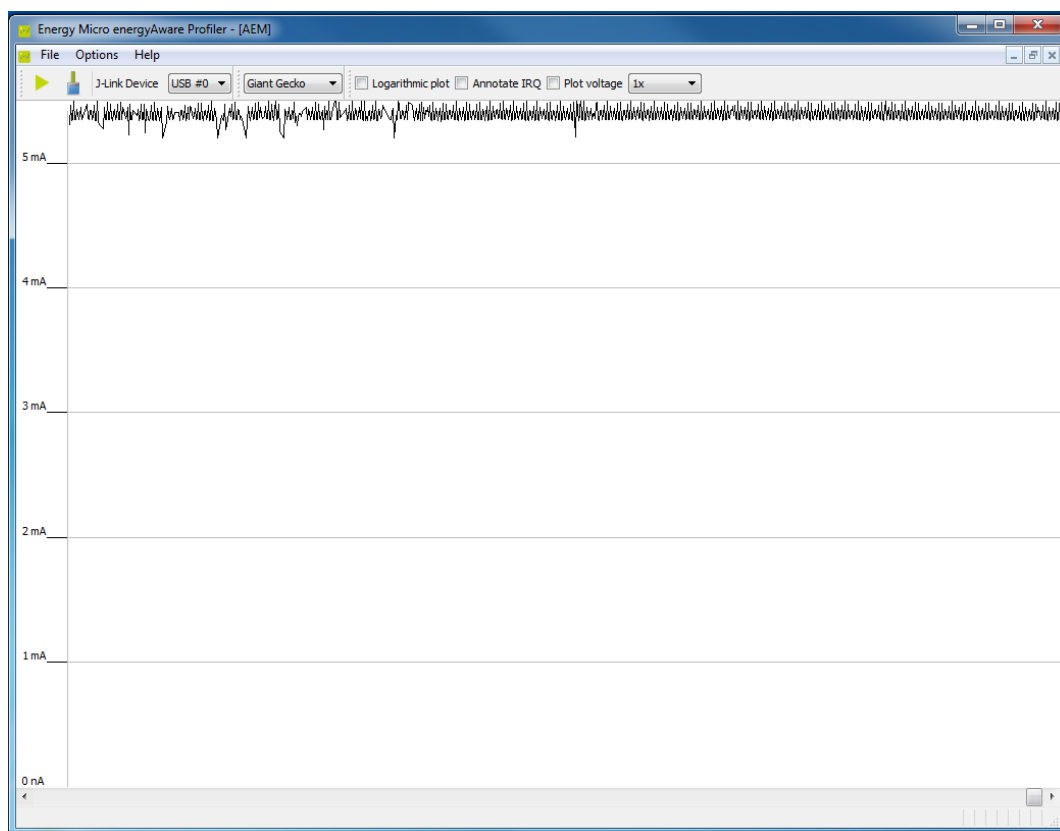 Energy Micro energyAware Profiler - [AEM]
File Options Help
J-Link Device USB #0 Giant Gecko Logarithmic plot Annotate IRQ Plot voltage 1x
5 mA
4 mA
3 mA
2 mA
1 mA
0 nA